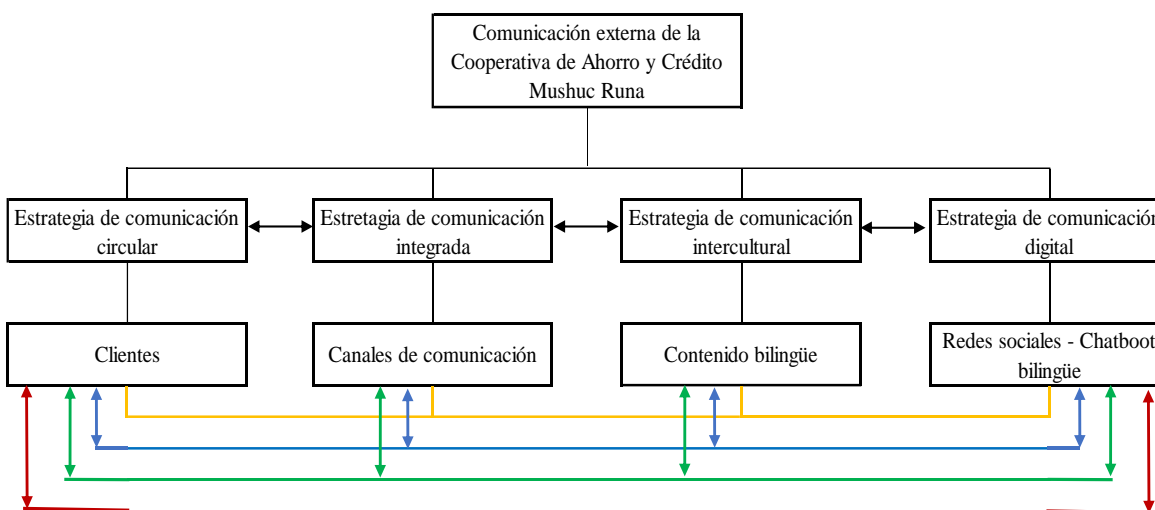 Comunicación externa de la
Cooperativa de Ahorro y Crédito
Mushuc Runa
Estrategia de comunicación
circular
Estretagia de comunicación
integrada
Estrategia de comunicación
intercultural
Estrategia de comunicación
digital
Clientes
Canales de comunicación
Contenido bilingüe
Redes sociales - Chatboot
bilingüe